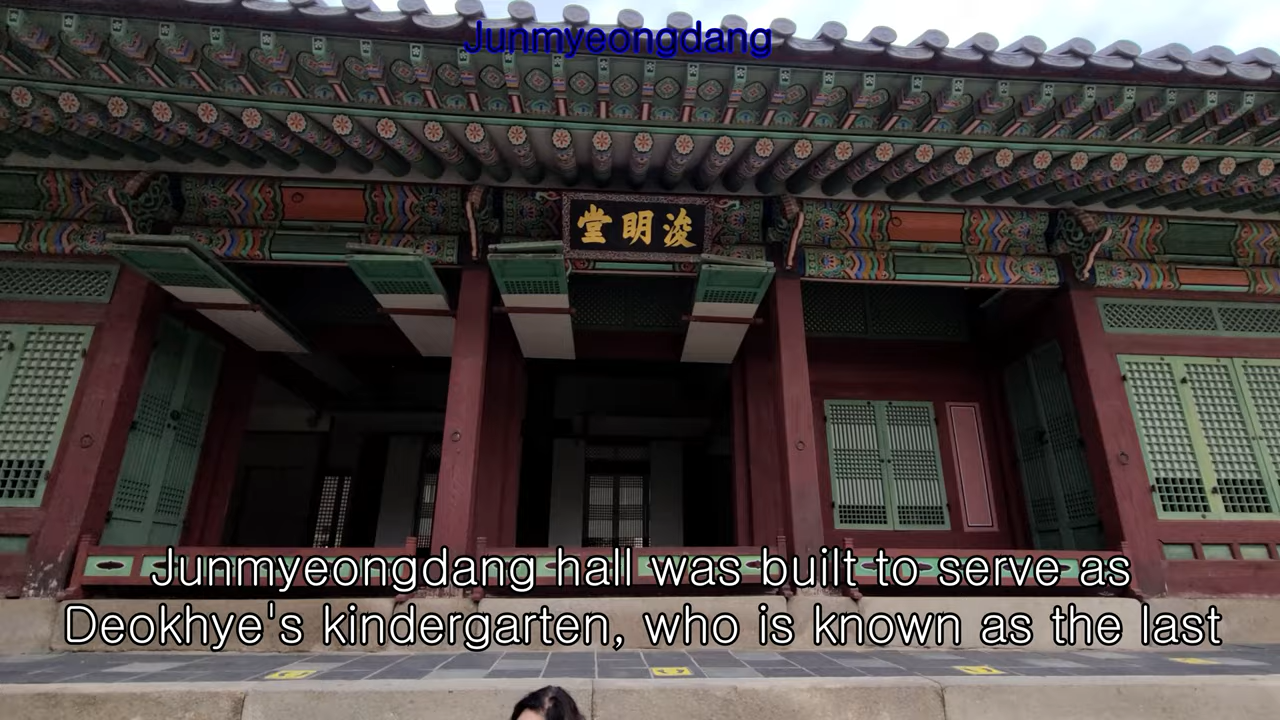 Junmyeongdang
堂明浚
Junmyeongdang hall was built to serve as
Deokhye's kindergarten, who is known as the last